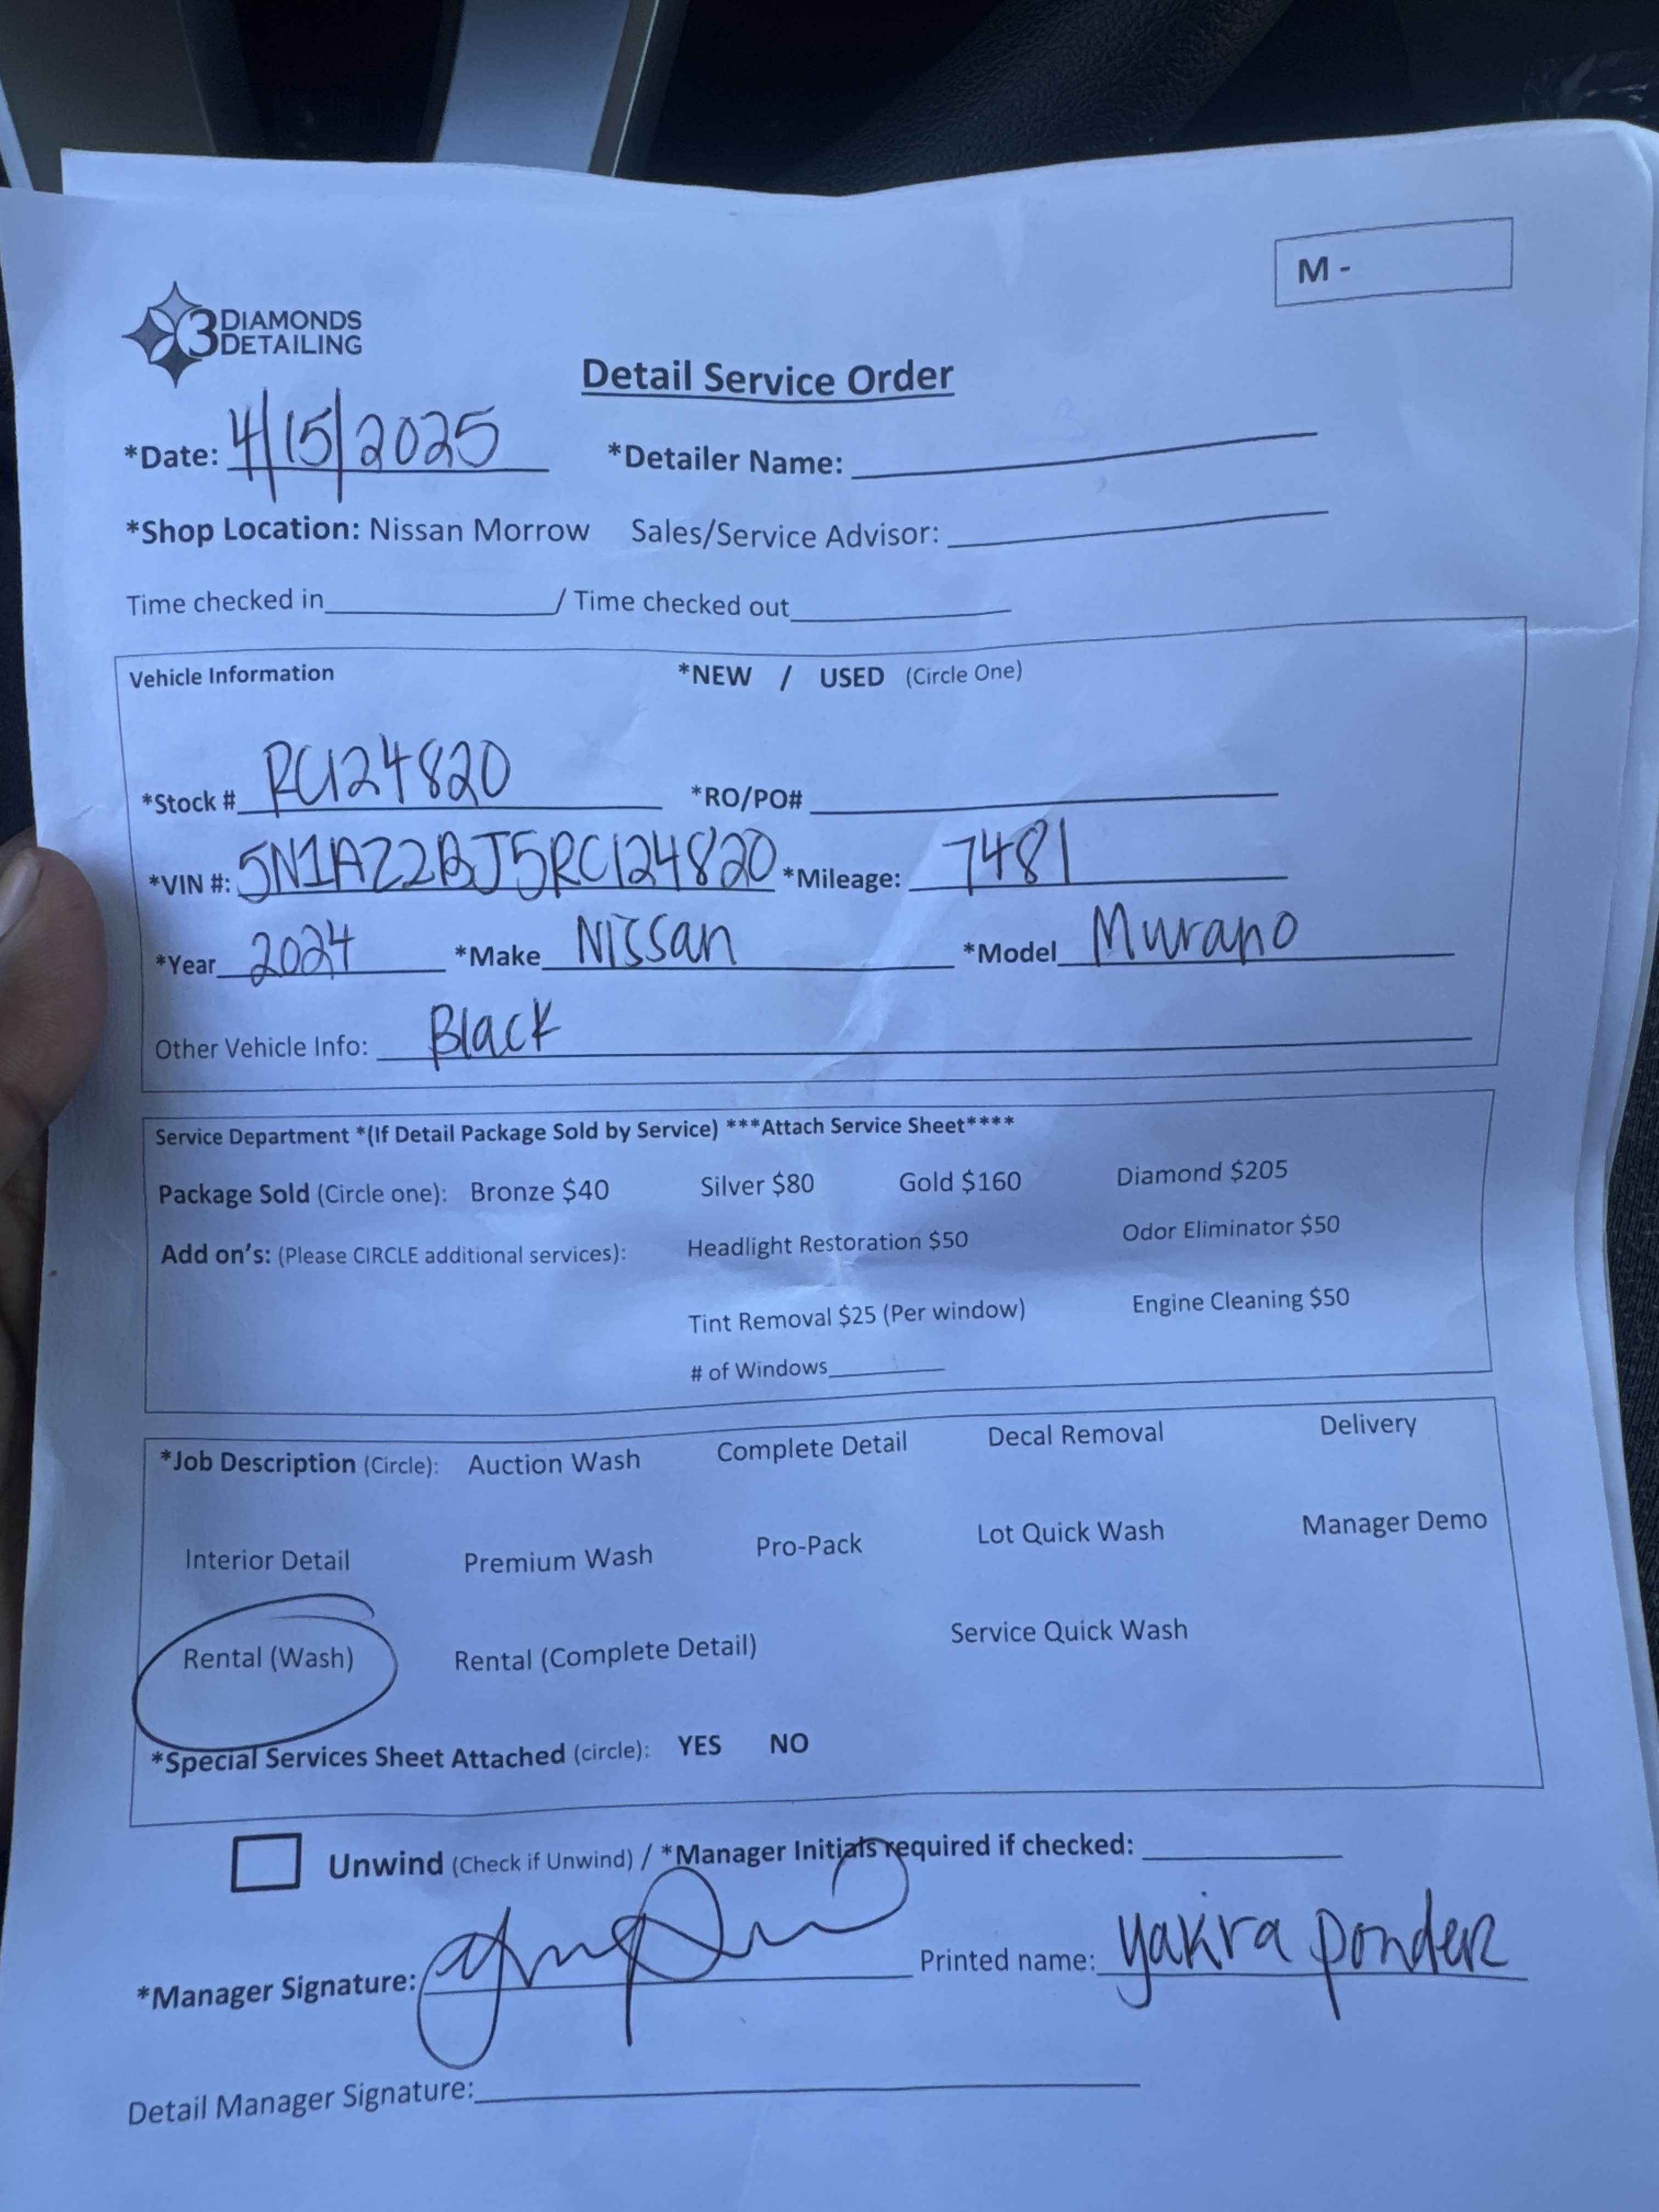 M -
3 DIAMONDS
DETAILING
Detail Service Order
*Date: 4/15/2025 *Detailer Name:
*Shop Location: Nissan Morrow Sales/Service Advisor:
Time checked in / Time checked out
Vehicle Information *NEW / USED (Circle One)
*Stock # RC124820 *RO/PO#
*VIN #: 5N1AZ2BJ5RC124820 *Mileage: 7481
*Year 2024 *Make Nissan *Model Murano
Other Vehicle Info: Black
Service Department *(If Detail Package Sold by Service) ***Attach Service Sheet****
Package Sold (Circle one): Bronze $40 Silver $80 Gold $160 Diamond $205
Add on's: (Please CIRCLE additional services): Headlight Restoration $50 Odor Eliminator $50
Tint Removal $25 (Per window) Engine Cleaning $50
# of Windows
*Job Description (Circle): Auction Wash Complete Detail Decal Removal Delivery
Interior Detail Premium Wash Pro-Pack Lot Quick Wash Manager Demo
Rental (Wash) Rental (Complete Detail) Service Quick Wash
*Special Services Sheet Attached (circle): YES NO
Unwind (Check if Unwind) / *Manager Initials required if checked:
*Manager Signature: Printed name: yakira ponder
Detail Manager Signature: